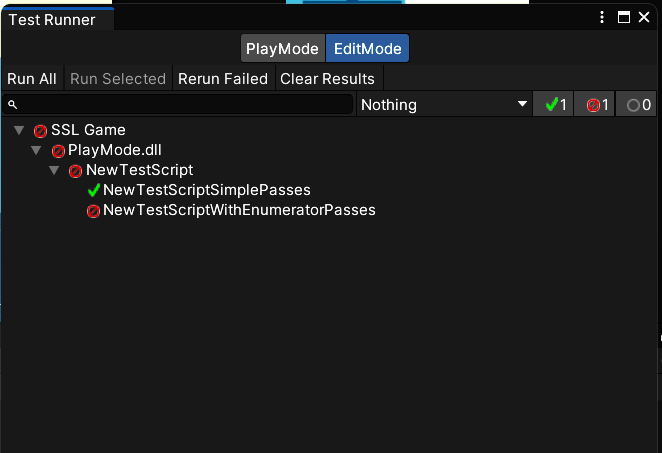 Test Runner
PlayMode EditMode
Run All Run Selected Rerun Failed Clear Results
Nothing 1 1 0
SSL Game
PlayMode.dll
NewTestScript
NewTestScriptSimplePasses
NewTestScriptWithEnumeratorPasses